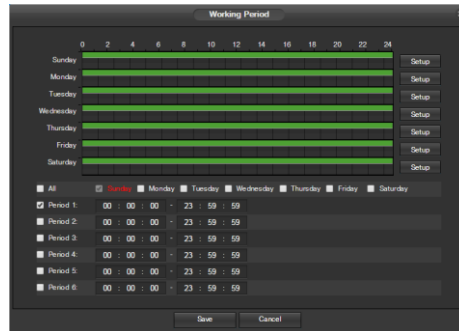 Working Period
0 2 4 6 8 10 12 14 16 18 20 22 24
Sunday Setup
Monday Setup
Tuesday Setup
Wednesday Setup
Thursday Setup
Friday Setup
Saturday Setup
All Sunday Monday Tuesday Wednesday Thursday Friday Saturday
Period 1: 00 : 00 : 00 - 23 : 59 : 59
Period 2: 00 : 00 : 00 - 23 : 59 : 59
Period 3: 00 : 00 : 00 - 23 : 59 : 59
Period 4: 00 : 00 : 00 - 23 : 59 : 59
Period 5: 00 : 00 : 00 - 23 : 59 : 59
Period 6: 00 : 00 : 00 - 23 : 59 : 59
Save Cancel